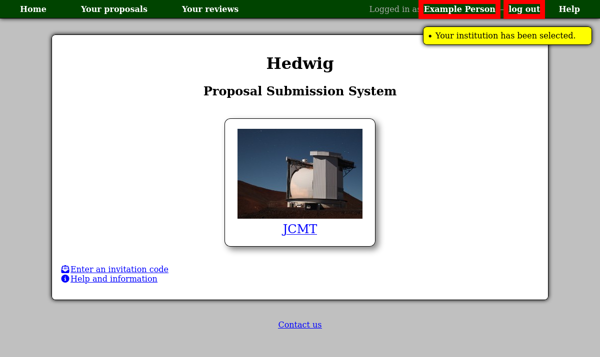 Home Your proposals Your reviews Logged in as Example Person — log out Help
Your institution has been selected.
Hedwig
Proposal Submission System
JCMT
Enter an invitation code
Help and information
Contact us